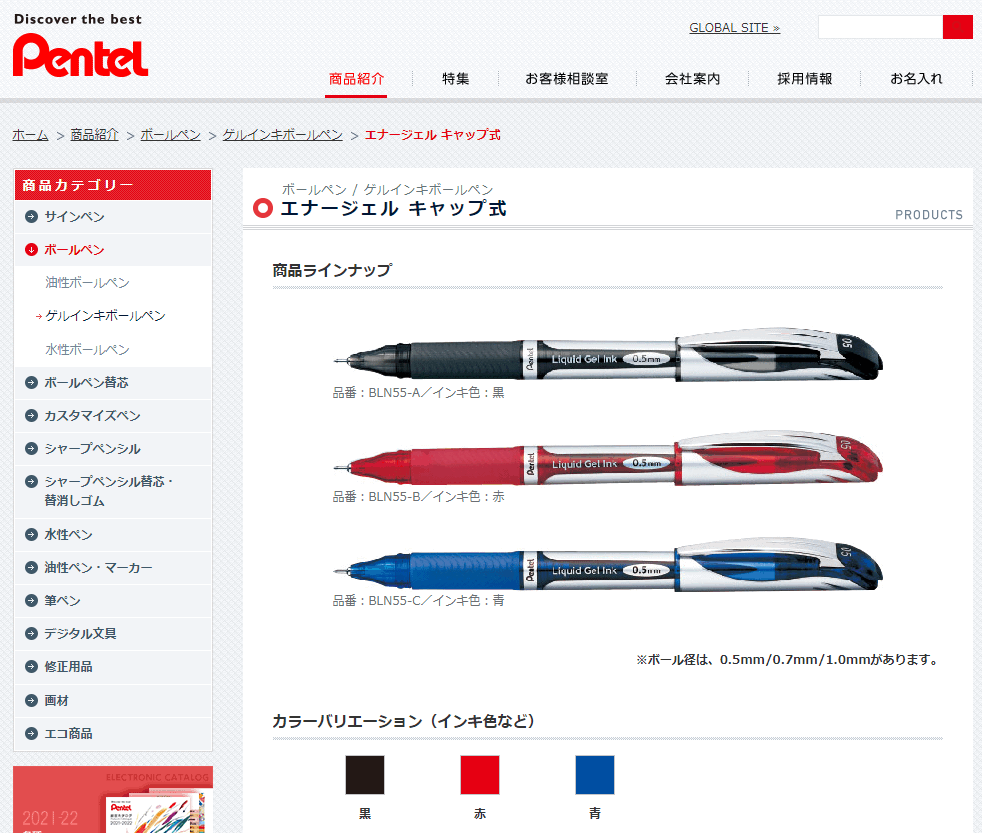 Discover the best
Pentel
GLOBAL SITE »
商品紹介
特集
お客様相談室
会社案内
採用情報
お名入れ
ホーム > 商品紹介 > ボールペン > ゲルインキボールペン > エナージェル キャップ式
商品カテゴリー
サインペン
ボールペン
油性ボールペン
ゲルインキボールペン
水性ボールペン
ボールペン替芯
カスタマイズペン
シャープペンシル
シャープペンシル替芯・
替消しゴム
水性ペン
油性ペン・マーカー
筆ペン
デジタル文具
修正用品
画材
エコ商品
ELECTRONIC CATALOG
2021-22
Pentel
2021-2022
ボールペン / ゲルインキボールペン
エナージェル キャップ式
PRODUCTS
商品ラインナップ
Pentel Liquid Gel Ink 0.5mm 05
品番：BLN55-A／インキ色：黒
Pentel Liquid Gel Ink 0.5mm 05
品番：BLN55-B／インキ色：赤
Pentel Liquid Gel Ink 0.5mm 05
品番：BLN55-C／インキ色：青
※ボール径は、0.5mm/0.7mm/1.0mmがあります。
カラーバリエーション（インキ色など）
黒
赤
青